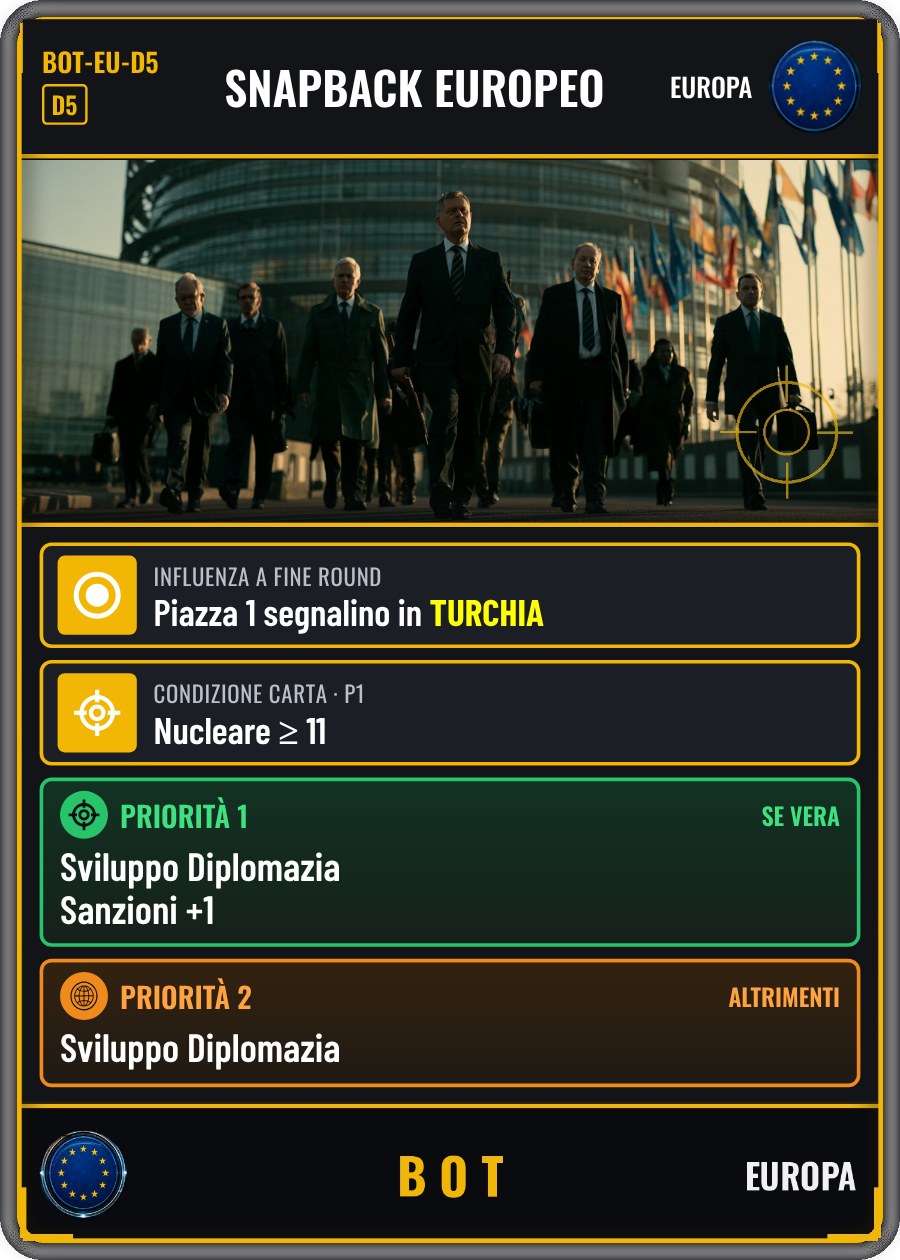 BOT-EU-D5
D5
SNAPBACK EUROPEO
EUROPA
INFLUENZA A FINE ROUND
Piazza 1 segnalino in TURCHIA
CONDIZIONE CARTA · P1
Nucleare ≥ 11
PRIORITÀ 1
SE VERA
Sviluppo Diplomazia
Sanzioni +1
PRIORITÀ 2
ALTRIMENTI
Sviluppo Diplomazia
BOT
EUROPA